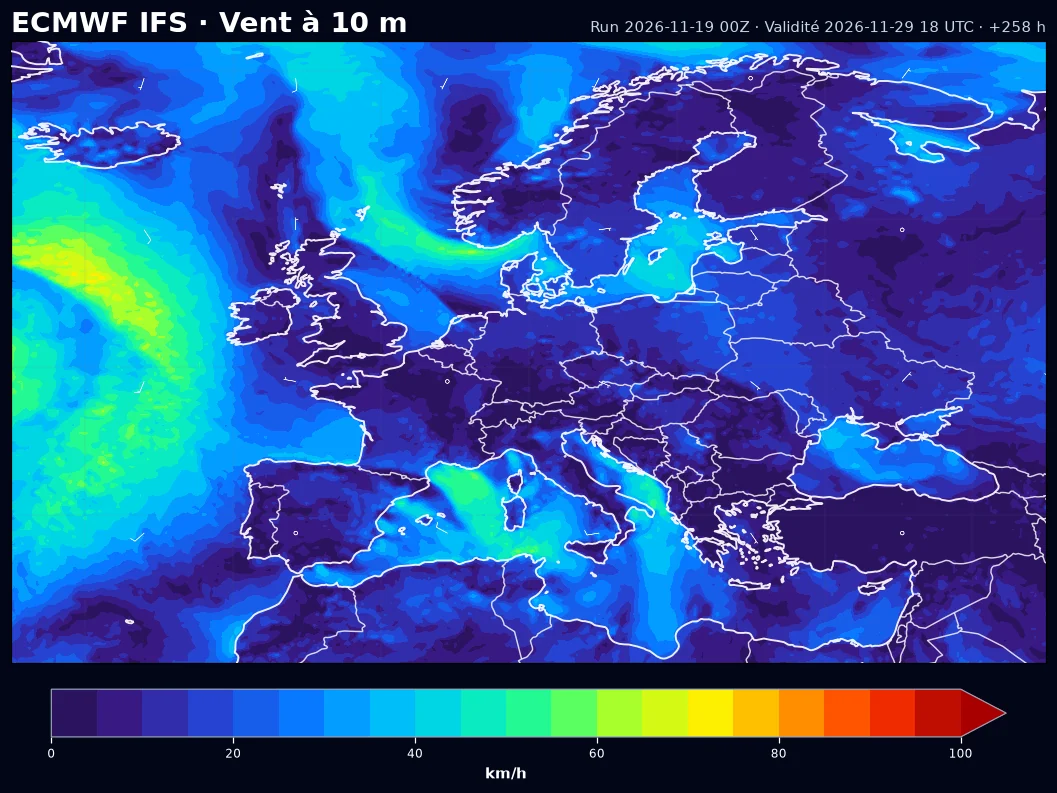 ECMWF IFS · Vent à 10 m
Run 2026-11-19 00Z · Validité 2026-11-29 18 UTC · +258 h
0 20 40 60 80 100
km/h